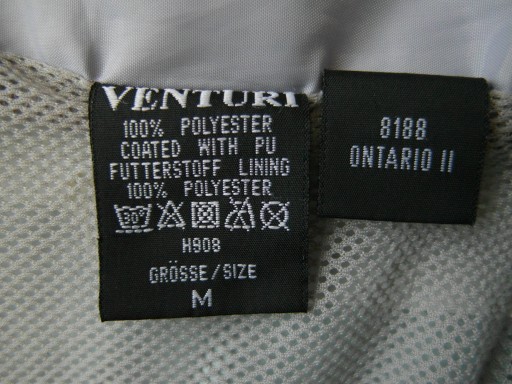 VENTURI
100% POLYESTER
COATED WITH PU
FUTTERSTOFF LINING
100% POLYESTER
30°
H908
GRÖSSE/SIZE
M
8188
ONTARIO II